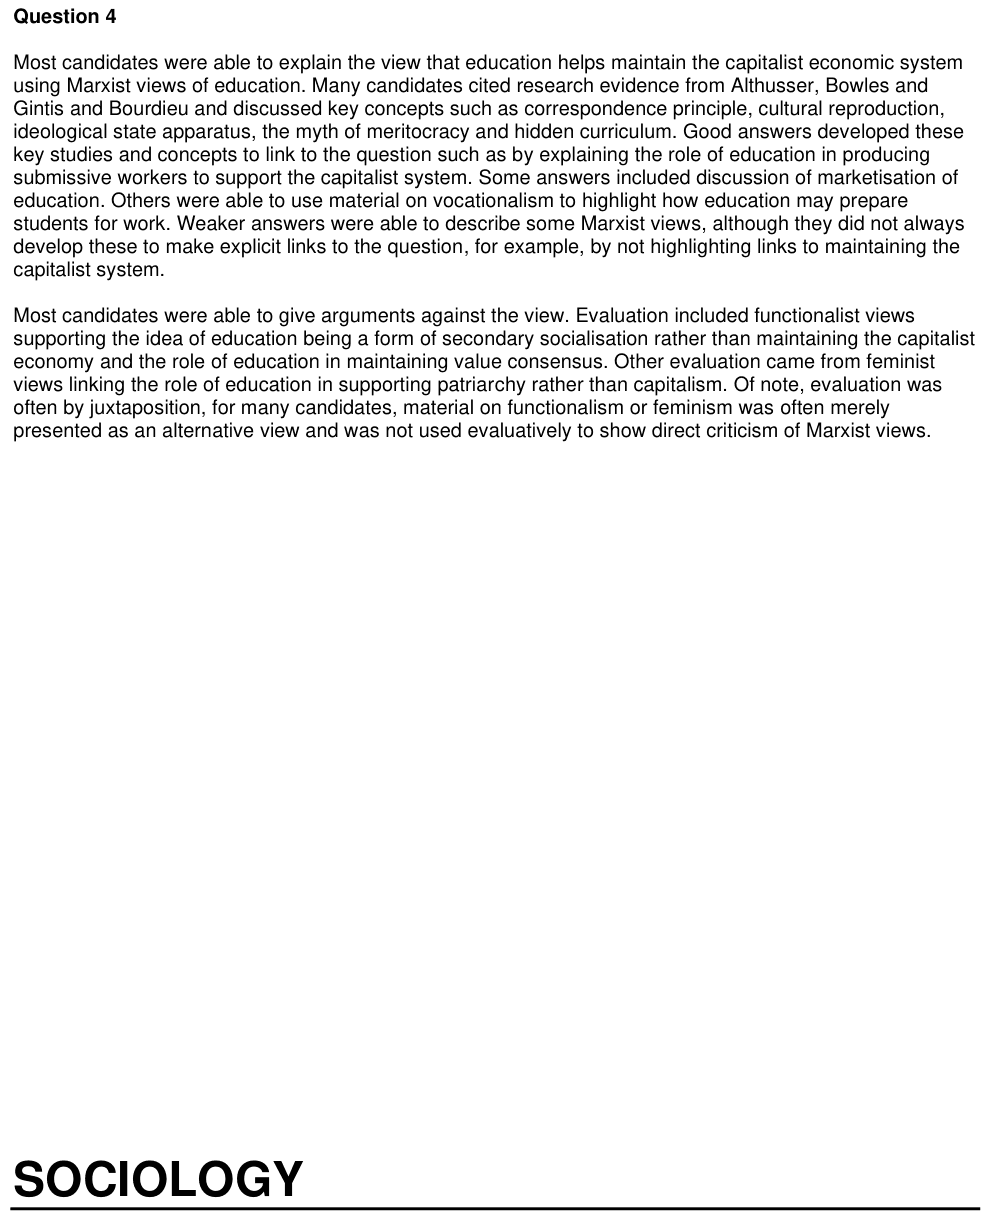 Question 4
Most candidates were able to explain the view that education helps maintain the capitalist economic system
using Marxist views of education. Many candidates cited research evidence from Althusser, Bowles and
Gintis and Bourdieu and discussed key concepts such as correspondence principle, cultural reproduction,
ideological state apparatus, the myth of meritocracy and hidden curriculum. Good answers developed these
key studies and concepts to link to the question such as by explaining the role of education in producing
submissive workers to support the capitalist system. Some answers included discussion of marketisation of
education. Others were able to use material on vocationalism to highlight how education may prepare
students for work. Weaker answers were able to describe some Marxist views, although they did not always
develop these to make explicit links to the question, for example, by not highlighting links to maintaining the
capitalist system.
Most candidates were able to give arguments against the view. Evaluation included functionalist views
supporting the idea of education being a form of secondary socialisation rather than maintaining the capitalist
economy and the role of education in maintaining value consensus. Other evaluation came from feminist
views linking the role of education in supporting patriarchy rather than capitalism. Of note, evaluation was
often by juxtaposition, for many candidates, material on functionalism or feminism was often merely
presented as an alternative view and was not used evaluatively to show direct criticism of Marxist views.
SOCIOLOGY